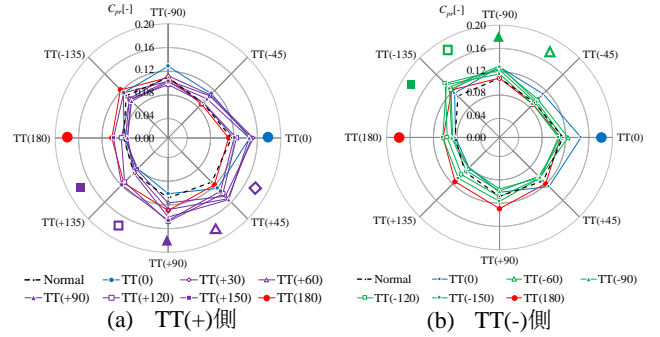 C_pr[-]
0.20
0.16
0.12
0.08
0.04
0.00
TT(-90)
TT(-45)
TT(0)
TT(+45)
TT(+90)
TT(+135)
TT(180)
TT(-135)
Normal TT(0) TT(+30) TT(+60)
TT(+90) TT(+120) TT(+150) TT(180)
(a) TT(+)側
C_pr[-]
0.20
0.16
0.12
0.08
0.04
0.00
TT(-90)
TT(-45)
TT(0)
TT(+45)
TT(+90)
TT(+135)
TT(180)
TT(-135)
Normal TT(0) TT(-60) TT(-90)
TT(-120) TT(-150) TT(180)
(b) TT(-)側